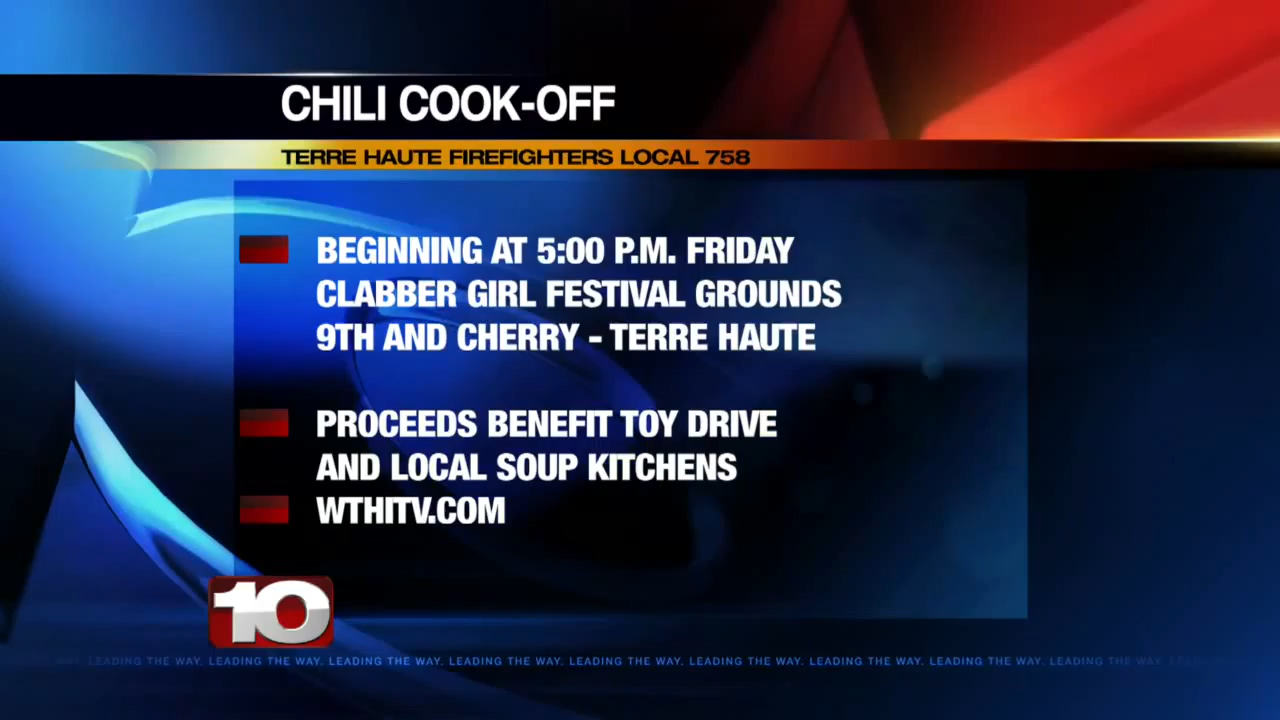 CHILI COOK-OFF
TERRE HAUTE FIREFIGHTERS LOCAL 758
BEGINNING AT 5:00 P.M. FRIDAY
CLABBER GIRL FESTIVAL GROUNDS
9TH AND CHERRY - TERRE HAUTE
PROCEEDS BENEFIT TOY DRIVE
AND LOCAL SOUP KITCHENS
WTHITV.COM
10
WAY. LEADING THE WAY. LEADING THE WAY. LEADING THE WAY. LEADING THE WAY. LEADING THE WAY. LEADING THE WAY. LEADING THE WAY. LEADING THE WAY. LEADING THE WAY.